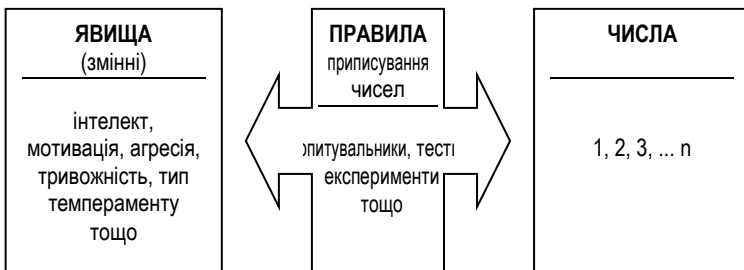 ЯВИЩА
(змінні)
інтелект,
мотивація, агресія,
тривожність, тип
темпераменту
тощо
ПРАВИЛА
приписування
чисел
експерименти
тощо
ЧИСЛА
1, 2, 3, ... n